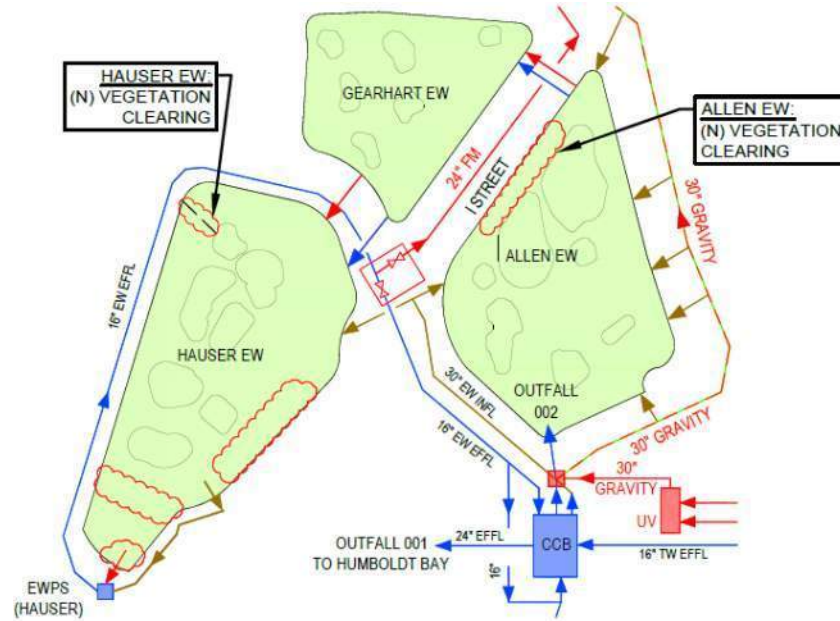 HAUSER EW:
(N) VEGETATION
CLEARING
GEARHART EW
ALLEN EW:
(N) VEGETATION
CLEARING
24" FM
I STREET
30" GRAVITY
ALLEN EW
16" EW EFFL
HAUSER EW
OUTFALL
002
30" EW INFL
16" EW EFFL
30" GRAVITY
30"
GRAVITY
UV
OUTFALL 001
TO HUMBOLDT BAY
24" EFFL
CCB
16" TW EFFL
16"
EWPS
(HAUSER)